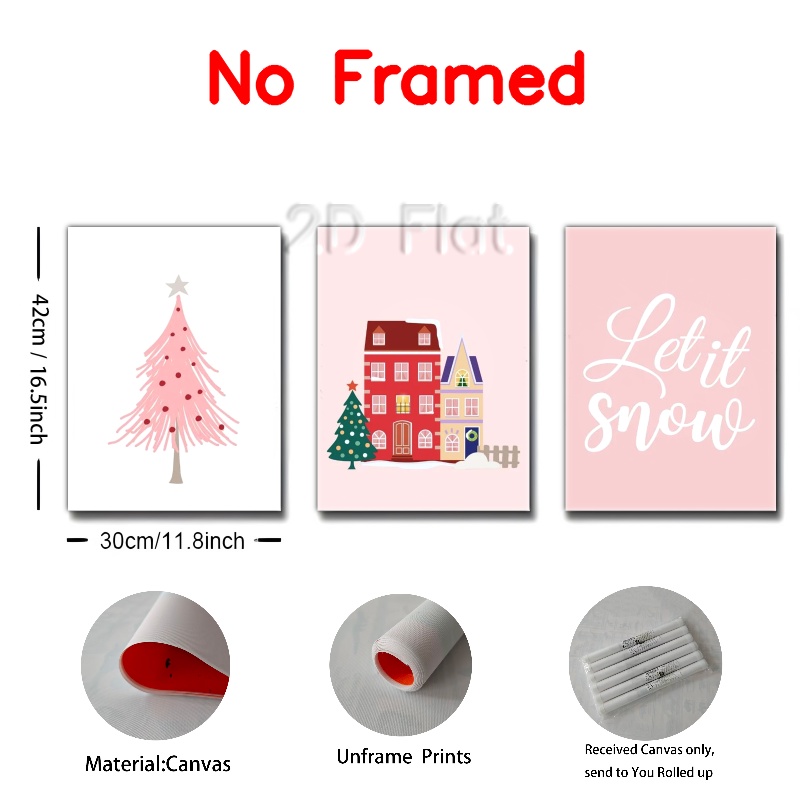 No Framed
2D Flat
42cm / 16.5inch
Let it
snow
30cm/11.8inch
Material:Canvas
Unframe Prints
Received Canvas only,
send to You Rolled up